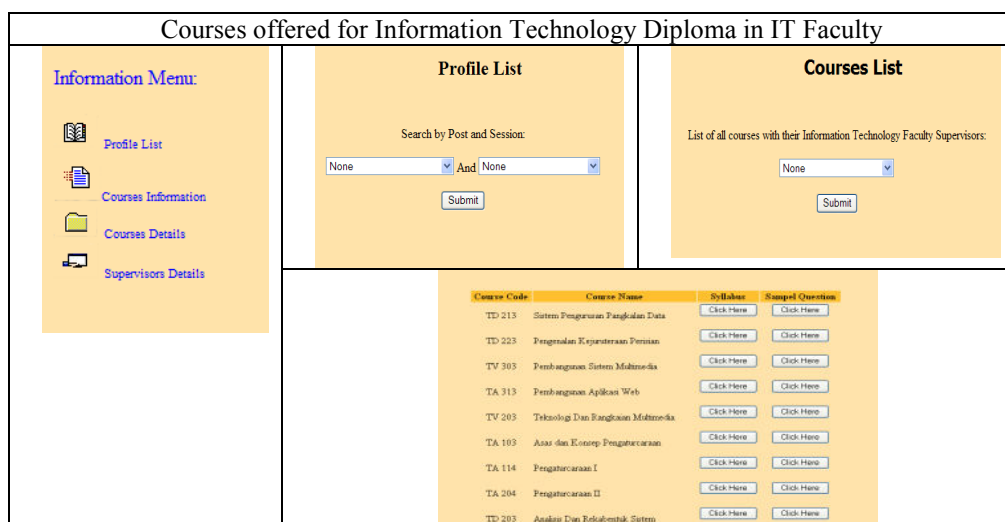 Courses offered for Information Technology Diploma in IT Faculty
Information Menu:
Profile List
Courses Information
Courses Details
Supervisors Details
Profile List
Search by Post and Session:
None And None
Submit
Courses List
List of all courses with their Information Technology Faculty Supervisors:
None
Submit
Course Code Course Name Syllabus Sampel Question
TD 213 Sistem Pengurusan Pangkalan Data Click Here Click Here
TD 223 Pengenalan Kejuruteraan Perisian Click Here Click Here
TV 303 Pembangunan Sistem Multimedia Click Here Click Here
TA 313 Pembangunan Aplikasi Web Click Here Click Here
TV 203 Teknologi Dan Rangkaian Multimedia Click Here Click Here
TA 103 Asas dan Konsep Pengaturcaraan Click Here Click Here
TA 114 Pengaturcaraan I Click Here Click Here
TA 204 Pengaturcaraan II Click Here Click Here
TD 203 Analisis Dan Rekabentuk Sistem Click Here Click Here